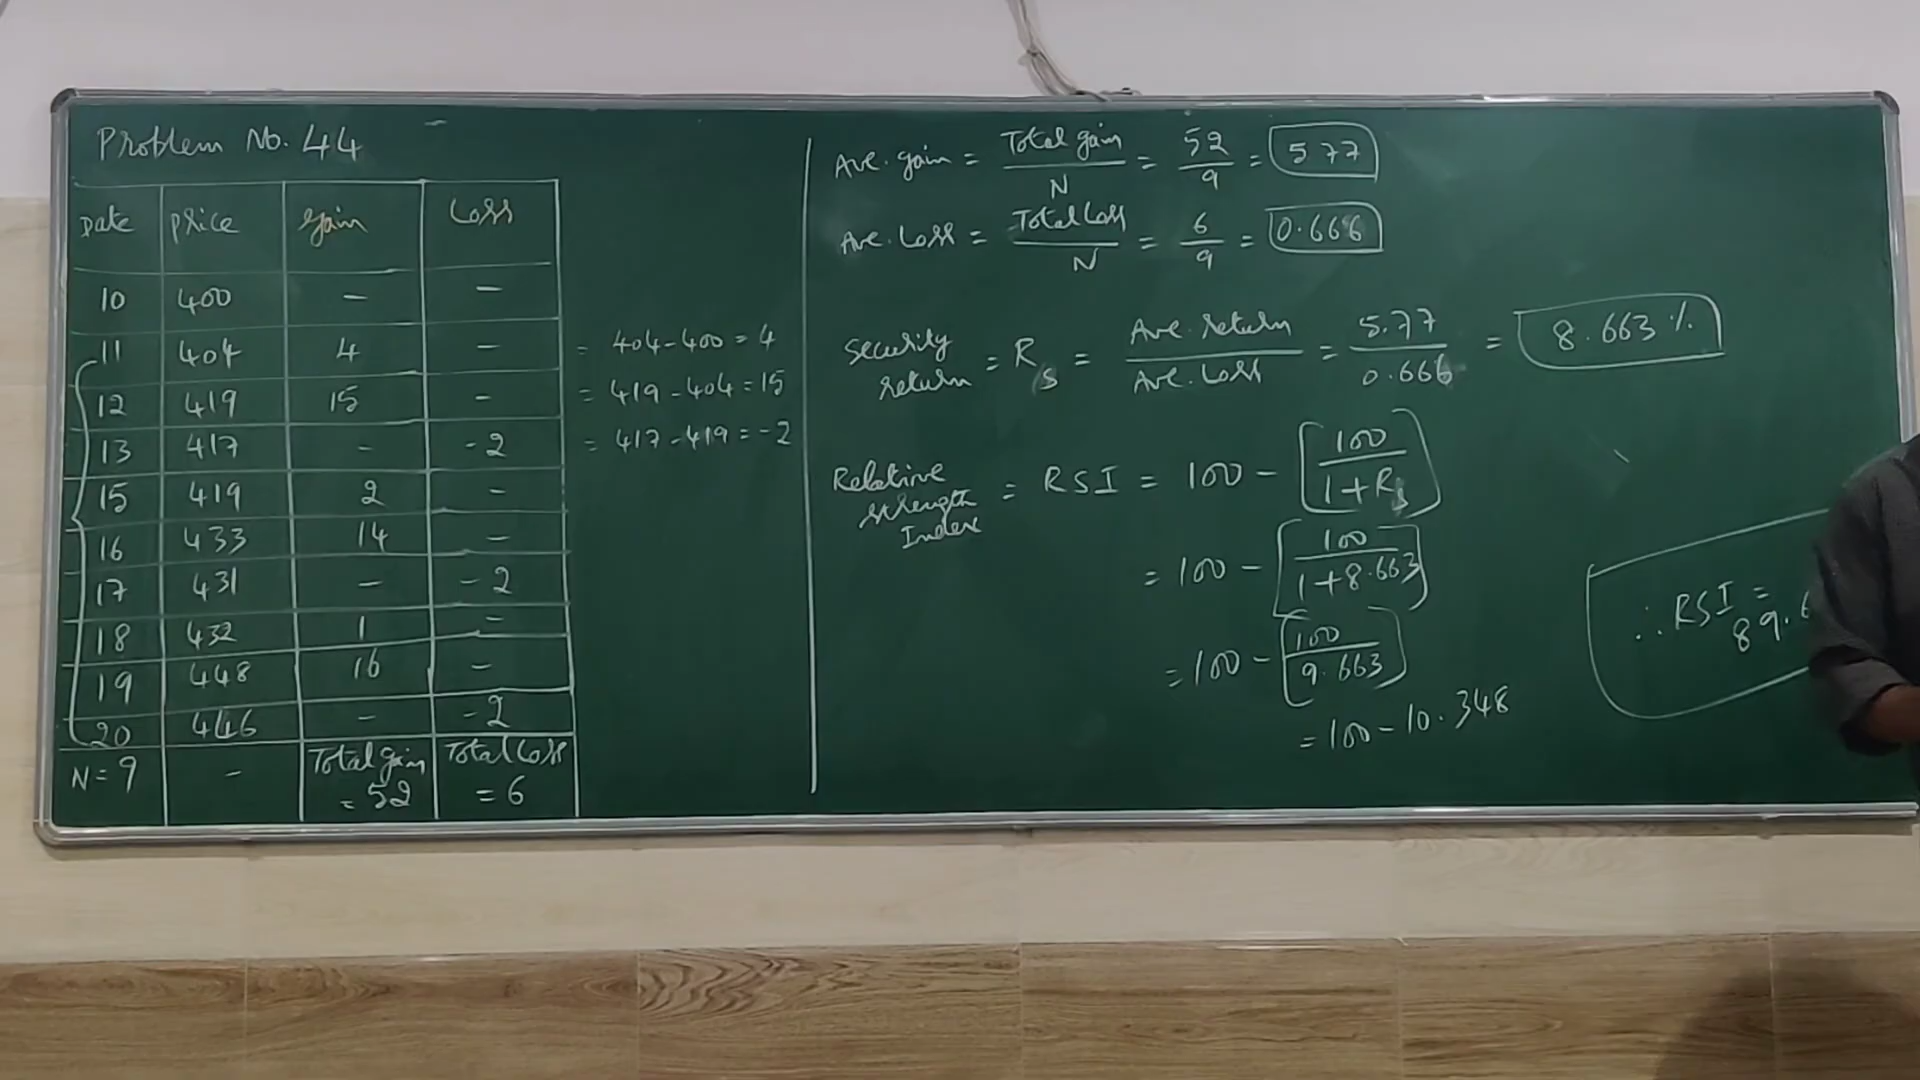 Problem No. 44
Date Price Gain Loss
10 400 - -
11 404 4 -
12 419 15 -
13 417 - -2
15 419 2 -
16 433 14 -
17 431 - -2
18 432 1 -
19 448 16 -
20 446 - -2
N=9 - Total gain = 52 Total Loss = 6
= 404-400=4
= 419-404=15
= 417-419=-2
Ave. gain = Total gain / N = 52/9 = 5.77
Ave. Loss = Total Loss / N = 6/9 = 0.666
Security return = Rs = Ave. return / Ave. Loss = 5.77 / 0.666 = 8.663 %
Relative strength Index = RSI = 100 - [100 / 1+Rs]
= 100 - [100 / 1+8.663]
= 100 - [100 / 9.663]
= 100 - 10.348
∴ RSI =
89.6